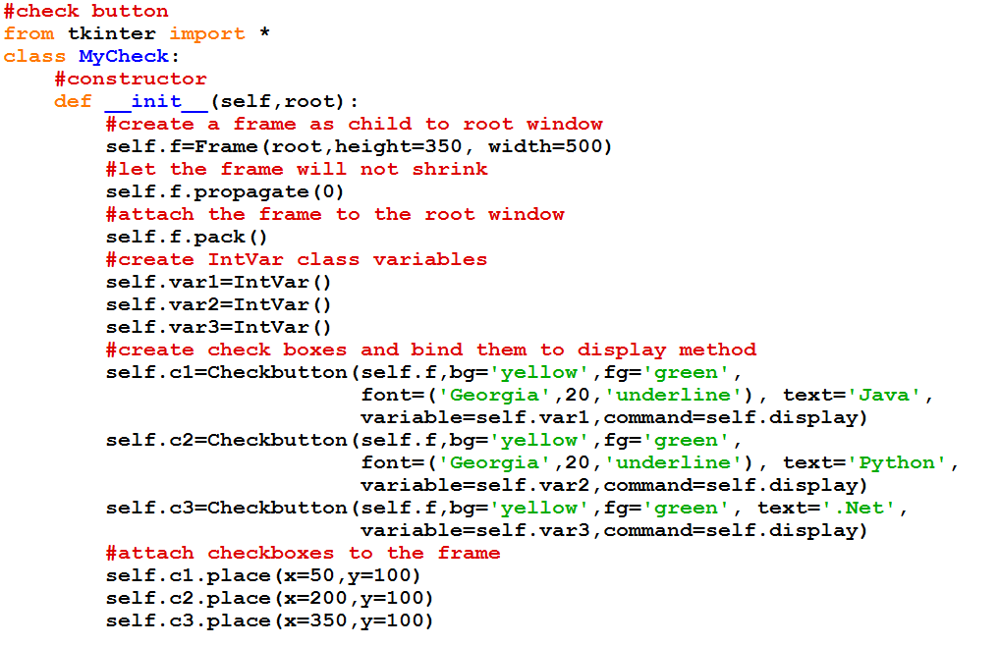 #check button
from tkinter import *
class MyCheck:
    #constructor
    def __init__(self,root):
        #create a frame as child to root window
        self.f=Frame(root,height=350, width=500)
        #let the frame will not shrink
        self.f.propagate(0)
        #attach the frame to the root window
        self.f.pack()
        #create IntVar class variables
        self.var1=IntVar()
        self.var2=IntVar()
        self.var3=IntVar()
        #create check boxes and bind them to display method
        self.c1=Checkbutton(self.f,bg='yellow',fg='green',
                            font=('Georgia',20,'underline'), text='Java',
                            variable=self.var1,command=self.display)
        self.c2=Checkbutton(self.f,bg='yellow',fg='green',
                            font=('Georgia',20,'underline'), text='Python',
                            variable=self.var2,command=self.display)
        self.c3=Checkbutton(self.f,bg='yellow',fg='green', text='.Net',
                            variable=self.var3,command=self.display)
        #attach checkboxes to the frame
        self.c1.place(x=50,y=100)
        self.c2.place(x=200,y=100)
        self.c3.place(x=350,y=100)